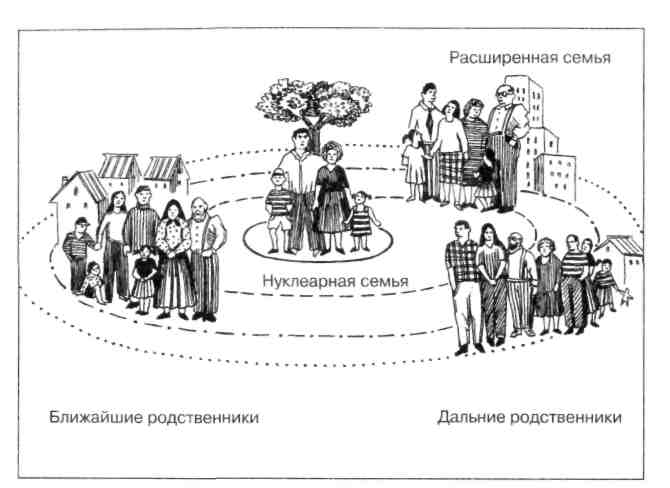 Расширенная семья
Нуклеарная семья
Ближайшие родственники
Дальние родственники